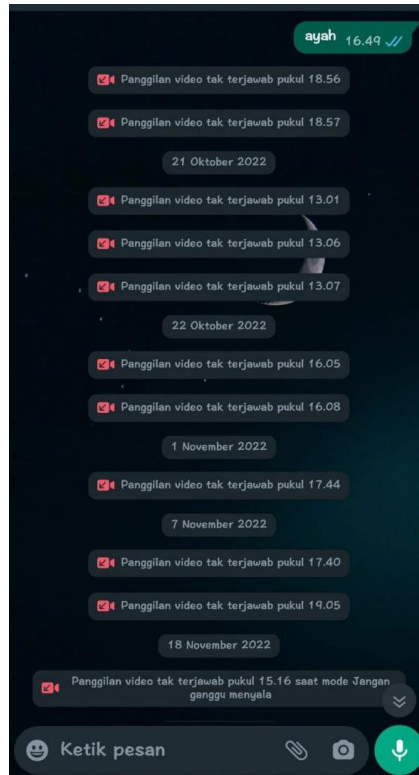 ayah 16.49
Panggilan video tak terjawab pukul 18.56
Panggilan video tak terjawab pukul 18.57
21 Oktober 2022
Panggilan video tak terjawab pukul 13.01
Panggilan video tak terjawab pukul 13.06
Panggilan video tak terjawab pukul 13.07
22 Oktober 2022
Panggilan video tak terjawab pukul 16.05
Panggilan video tak terjawab pukul 16.08
1 November 2022
Panggilan video tak terjawab pukul 17.44
7 November 2022
Panggilan video tak terjawab pukul 17.40
Panggilan video tak terjawab pukul 19.05
18 November 2022
Panggilan video tak terjawab pukul 15.16 saat mode Jangan
ganggu menyala
Ketik pesan